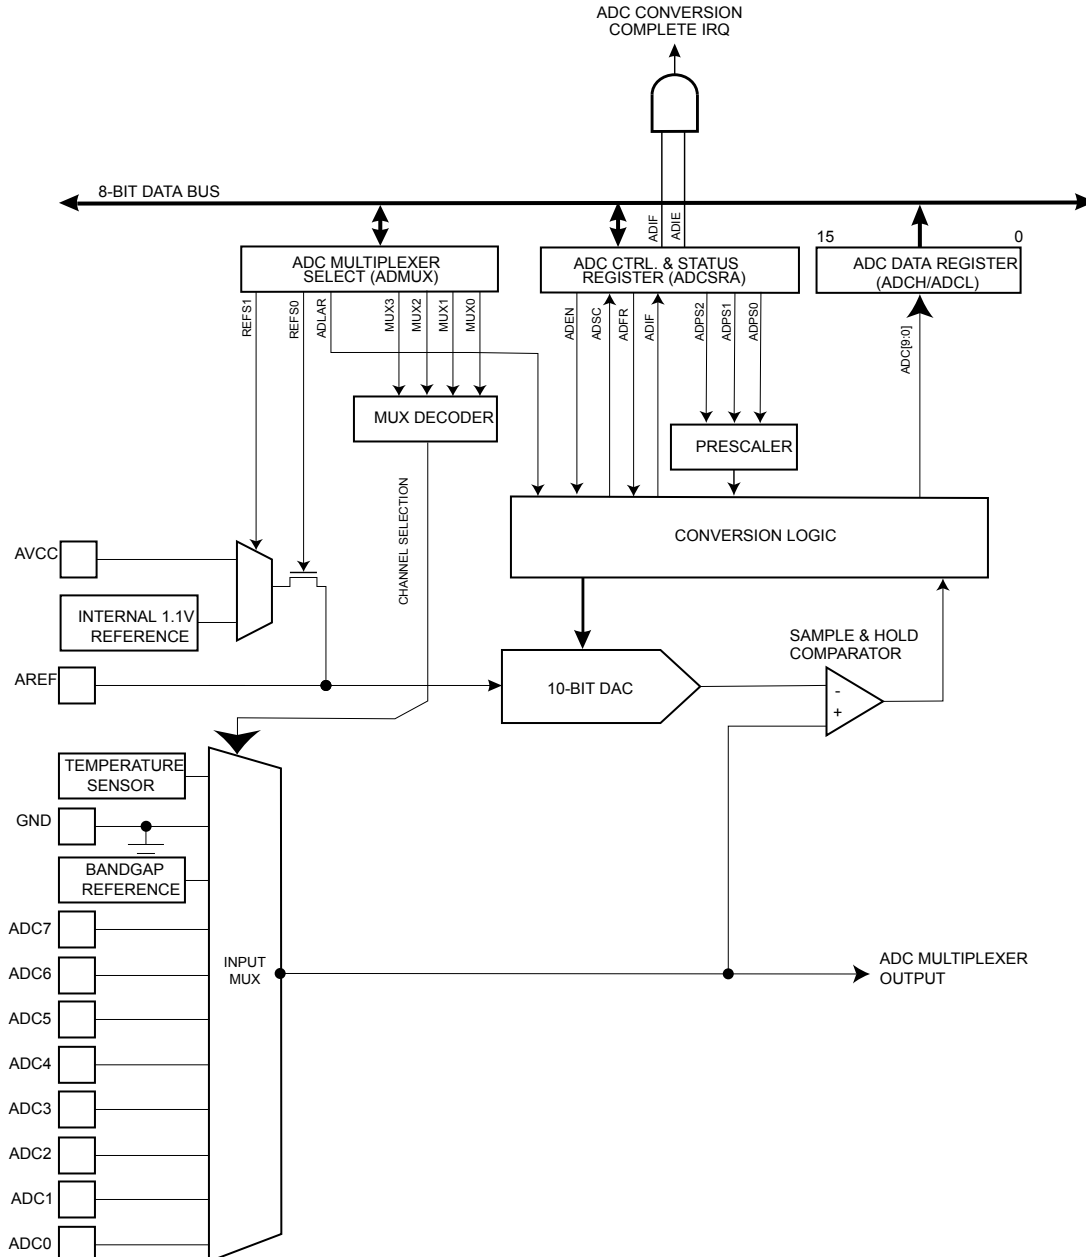 ADC CONVERSION
COMPLETE IRQ
8-BIT DATA BUS
ADIF
ADIE
15
0
ADC MULTIPLEXER
SELECT (ADMUX)
ADC CTRL. & STATUS
REGISTER (ADCSRA)
ADC DATA REGISTER
(ADCH/ADCL)
REFS1
REFS0
ADLAR
MUX3
MUX2
MUX1
MUX0
ADEN
ADSC
ADFR
ADIF
ADPS2
ADPS1
ADPS0
ADC[9:0]
MUX DECODER
PRESCALER
CHANNEL SELECTION
CONVERSION LOGIC
AVCC
INTERNAL 1.1V
REFERENCE
SAMPLE & HOLD
COMPARATOR
AREF
10-BIT DAC
-
+
TEMPERATURE
SENSOR
GND
BANDGAP
REFERENCE
ADC7
INPUT
MUX
ADC MULTIPLEXER
OUTPUT
ADC6
ADC5
ADC4
ADC3
ADC2
ADC1
ADC0